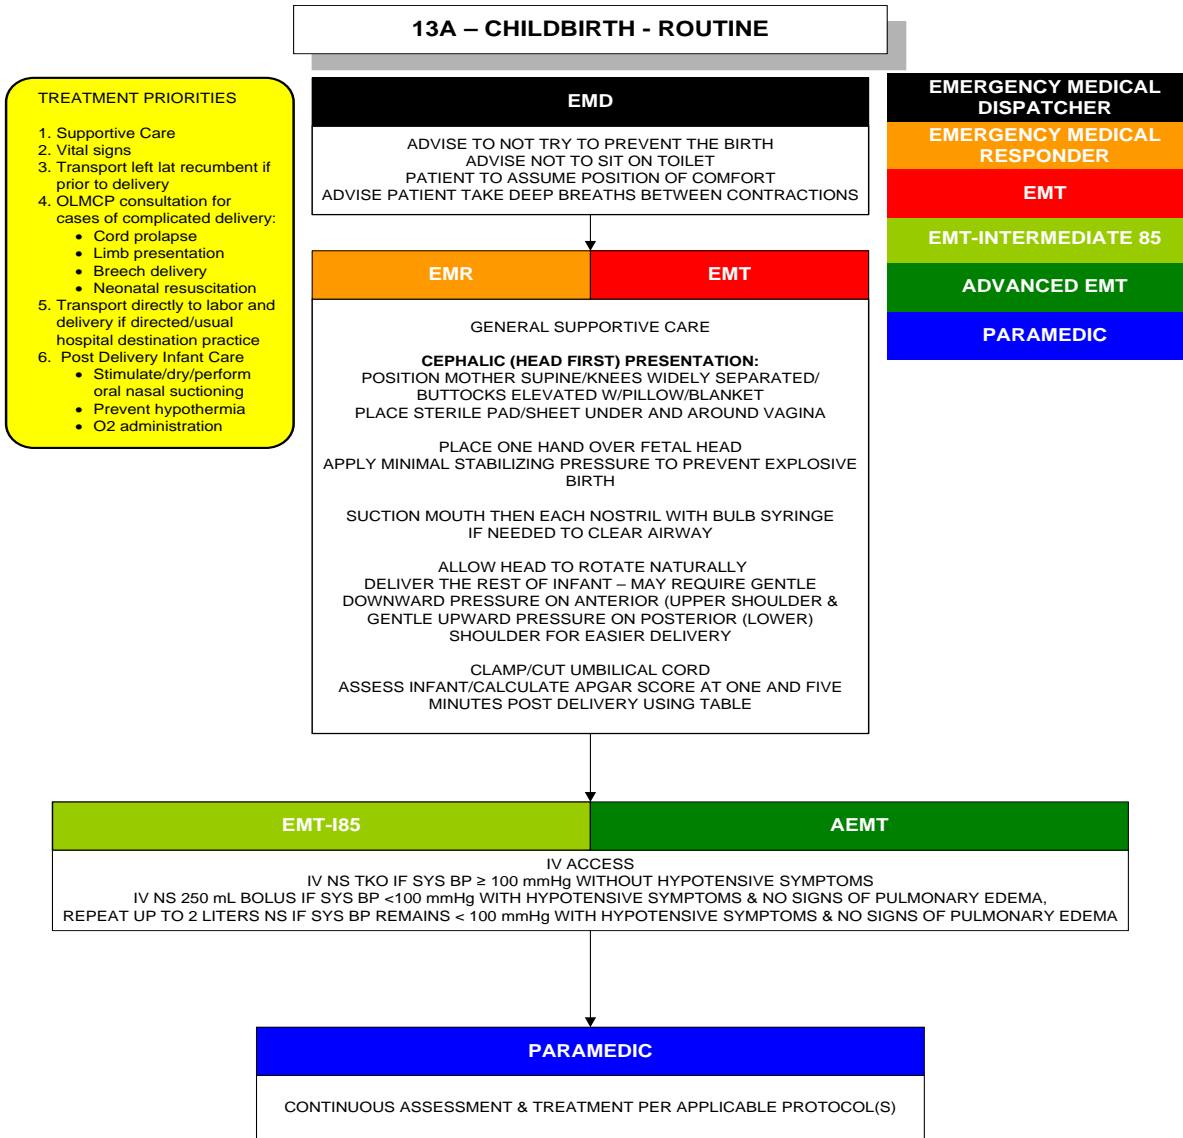 13A – CHILDBIRTH - ROUTINE
TREATMENT PRIORITIES
1. Supportive Care
2. Vital signs
3. Transport left lat recumbent if
prior to delivery
4. OLMCP consultation for
cases of complicated delivery:
• Cord prolapse
• Limb presentation
• Breech delivery
• Neonatal resuscitation
5. Transport directly to labor and
delivery if directed/usual
hospital destination practice
6. Post Delivery Infant Care
• Stimulate/dry/perform
oral nasal suctioning
• Prevent hypothermia
• O2 administration
EMD
ADVISE TO NOT TRY TO PREVENT THE BIRTH
ADVISE NOT TO SIT ON TOILET
PATIENT TO ASSUME POSITION OF COMFORT
ADVISE PATIENT TAKE DEEP BREATHS BETWEEN CONTRACTIONS
EMERGENCY MEDICAL
DISPATCHER
EMERGENCY MEDICAL
RESPONDER
EMT
EMT-INTERMEDIATE 85
ADVANCED EMT
PARAMEDIC
EMR
EMT
GENERAL SUPPORTIVE CARE
CEPHALIC (HEAD FIRST) PRESENTATION:
POSITION MOTHER SUPINE/KNEES WIDELY SEPARATED/
BUTTOCKS ELEVATED W/PILLOW/BLANKET
PLACE STERILE PAD/SHEET UNDER AND AROUND VAGINA
PLACE ONE HAND OVER FETAL HEAD
APPLY MINIMAL STABILIZING PRESSURE TO PREVENT EXPLOSIVE
BIRTH
SUCTION MOUTH THEN EACH NOSTRIL WITH BULB SYRINGE
IF NEEDED TO CLEAR AIRWAY
ALLOW HEAD TO ROTATE NATURALLY
DELIVER THE REST OF INFANT – MAY REQUIRE GENTLE
DOWNWARD PRESSURE ON ANTERIOR (UPPER SHOULDER &
GENTLE UPWARD PRESSURE ON POSTERIOR (LOWER)
SHOULDER FOR EASIER DELIVERY
CLAMP/CUT UMBILICAL CORD
ASSESS INFANT/CALCULATE APGAR SCORE AT ONE AND FIVE
MINUTES POST DELIVERY USING TABLE
EMT-I85
AEMT
IV ACCESS
IV NS TKO IF SYS BP ≥ 100 mmHg WITHOUT HYPOTENSIVE SYMPTOMS
IV NS 250 mL BOLUS IF SYS BP <100 mmHg WITH HYPOTENSIVE SYMPTOMS & NO SIGNS OF PULMONARY EDEMA,
REPEAT UP TO 2 LITERS NS IF SYS BP REMAINS < 100 mmHg WITH HYPOTENSIVE SYMPTOMS & NO SIGNS OF PULMONARY EDEMA
PARAMEDIC
CONTINUOUS ASSESSMENT & TREATMENT PER APPLICABLE PROTOCOL(S)